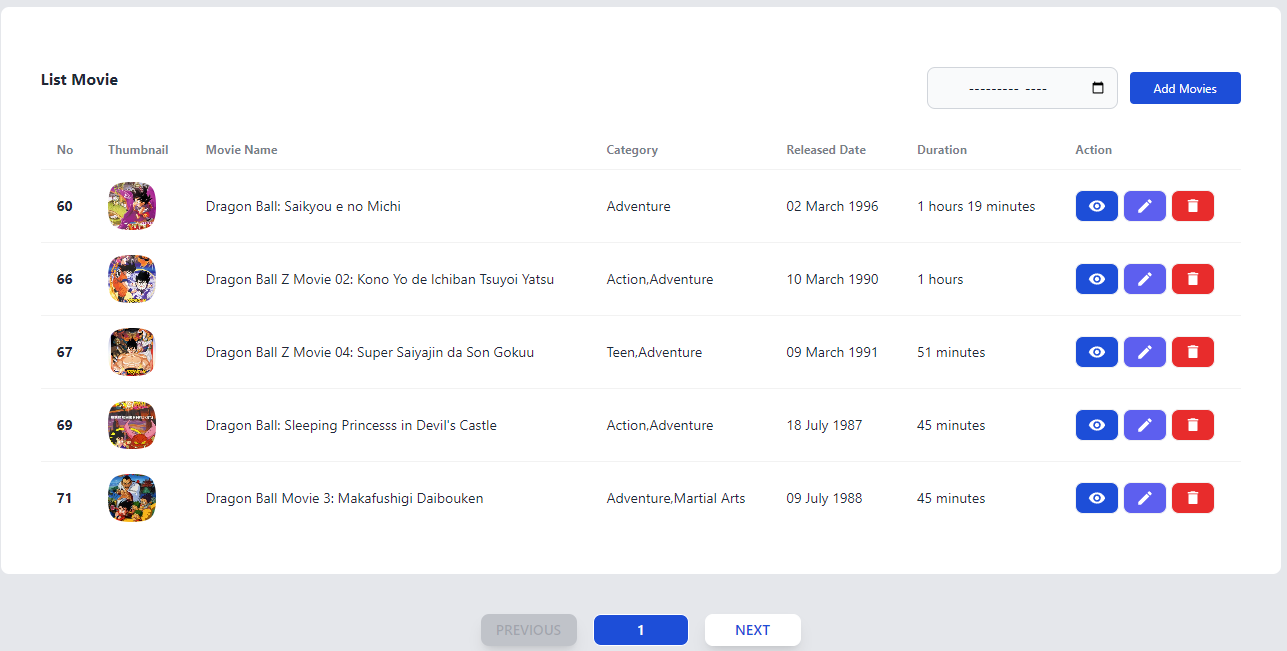 List Movie
--------- ----
Add Movies
No Thumbnail Movie Name Category Released Date Duration Action
60 Dragon Ball: Saikyou e no Michi Adventure 02 March 1996 1 hours 19 minutes
66 Dragon Ball Z Movie 02: Kono Yo de Ichiban Tsuyoi Yatsu Action,Adventure 10 March 1990 1 hours
67 Dragon Ball Z Movie 04: Super Saiyajin da Son Gokuu Teen,Adventure 09 March 1991 51 minutes
69 Dragon Ball: Sleeping Princesss in Devil's Castle Action,Adventure 18 July 1987 45 minutes
71 Dragon Ball Movie 3: Makafushigi Daibouken Adventure,Martial Arts 09 July 1988 45 minutes
PREVIOUS 1 NEXT